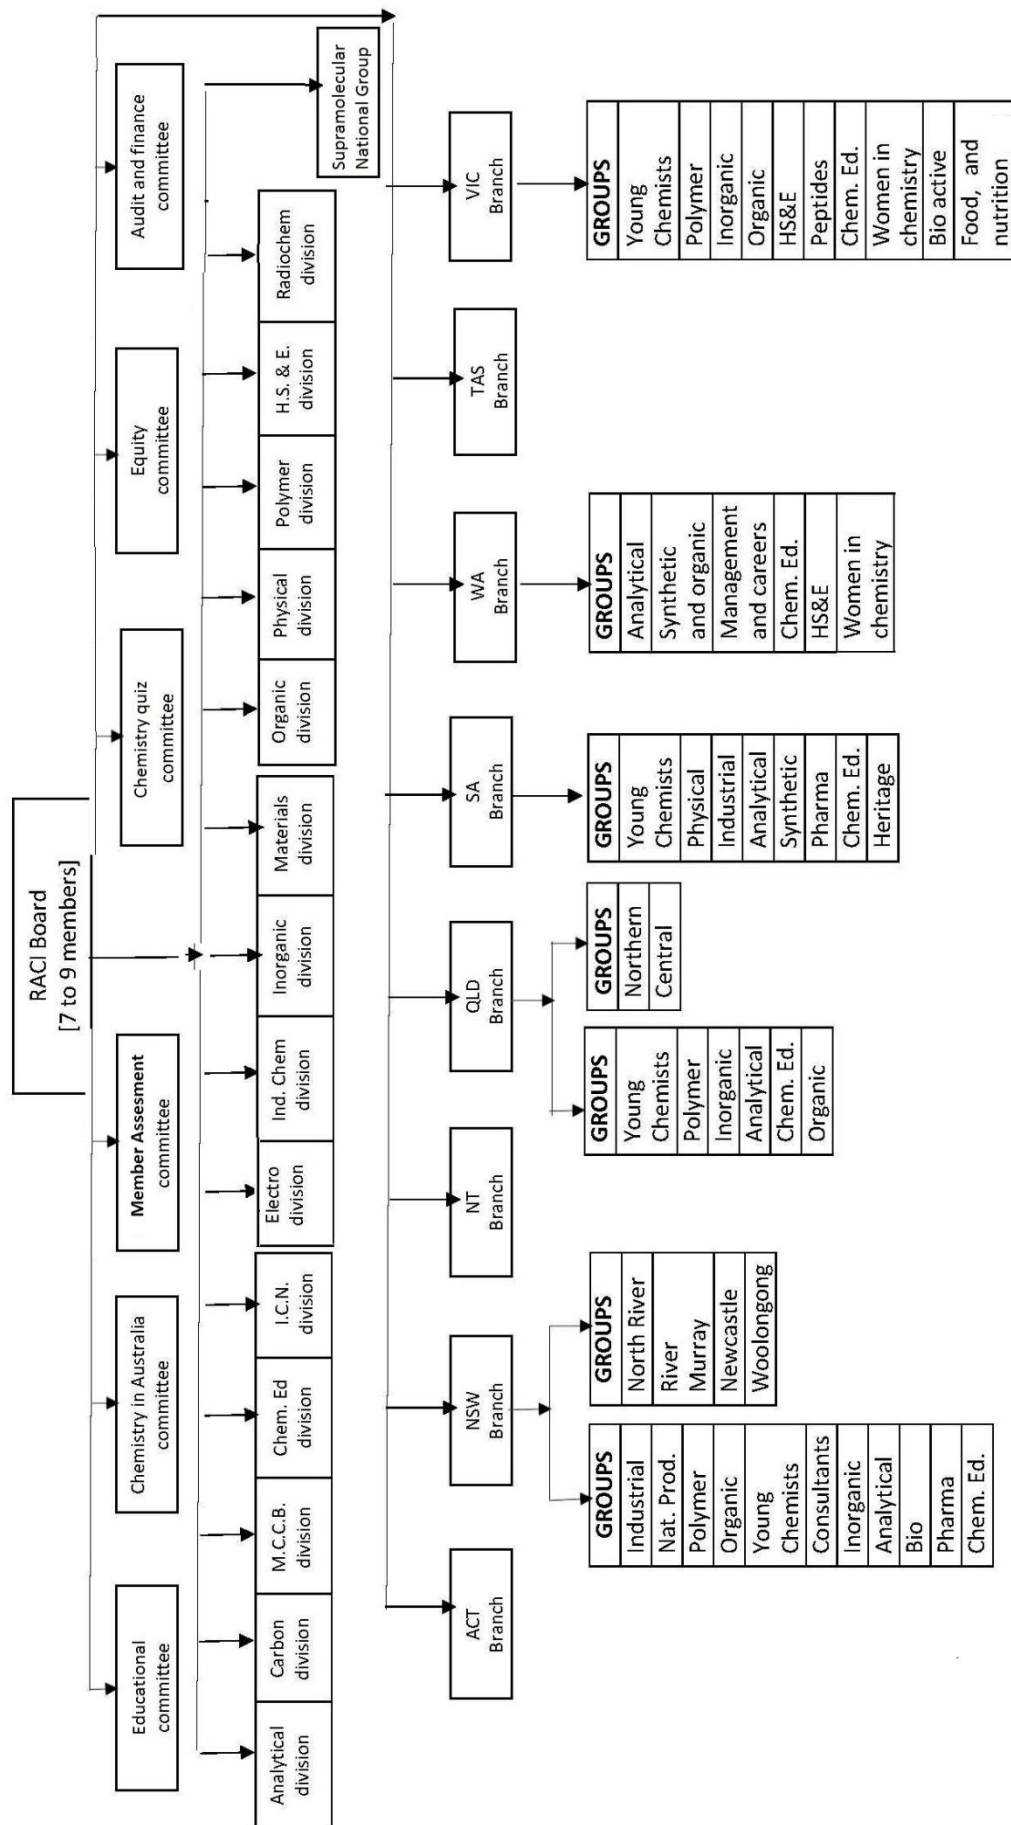 RACI Board
[7 to 9 members]
Educational
committee
Chemistry in Australia
committee
Member Assesment
committee
Chemistry quiz
committee
Equity
committee
Audit and finance
committee
Analytical
division
Carbon
division
M.C.C.B.
division
Chem. Ed
division
I.C.N.
division
Electro
division
Ind. Chem
division
Inorganic
division
Materials
division
Organic
division
Physical
division
Polymer
division
H.S. & E.
division
Radiochem
division
Supramolecular
National Group
ACT
Branch
NSW
Branch
NT
Branch
QLD
Branch
SA
Branch
WA
Branch
TAS
Branch
VIC
Branch
GROUPS
Industrial
Nat. Prod.
Polymer
Organic
Young
Chemists
Consultants
Inorganic
Analytical
Bio
Pharma
Chem. Ed.
GROUPS
North River
River
Murray
Newcastle
Woolongong
GROUPS
Young
Chemists
Polymer
Inorganic
Analytical
Chem. Ed.
Organic
GROUPS
Northern
Central
GROUPS
Young
Chemists
Physical
Industrial
Analytical
Synthetic
Pharma
Chem. Ed.
Heritage
GROUPS
Analytical
Synthetic
and organic
Management
and careers
Chem. Ed.
HS&E
Women in
chemistry
GROUPS
Young
Chemists
Polymer
Inorganic
Organic
HS&E
Peptides
Chem. Ed.
Women in
chemistry
Bio active
Food, and
nutrition